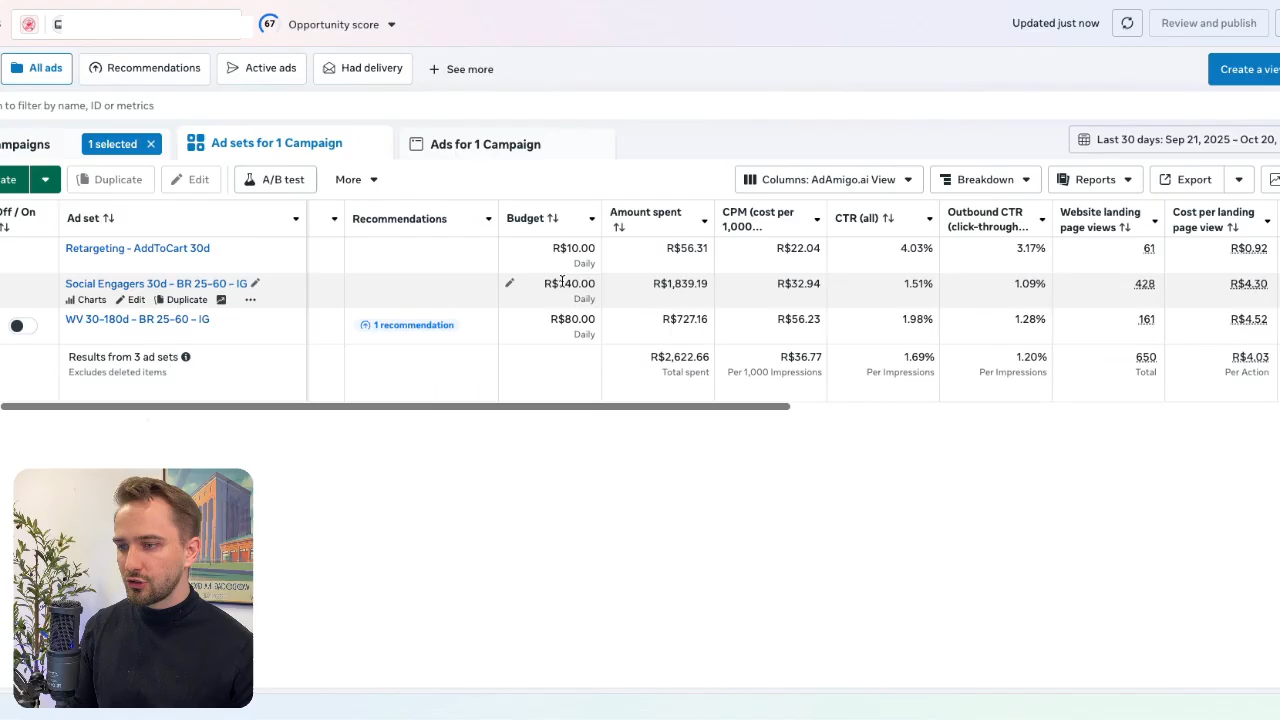 67 Opportunity score Updated just now Review and publish
All ads Recommendations Active ads Had delivery + See more Create a vie
n to filter by name, ID or metrics
mpaigns 1 selected × Ad sets for 1 Campaign Ads for 1 Campaign Last 30 days: Sep 21, 2025 – Oct 20,
ate Duplicate Edit A/B test More Columns: AdAmigo.ai View Breakdown Reports Export
Off / On Ad set Recommendations Budget Amount spent CPM (cost per 1,000... CTR (all) Outbound CTR (click-through... Website landing page views Cost per landing page view
Retargeting - AddToCart 30d R$10.00 R$56.31 R$22.04 4.03% 3.17% 61 R$0.92
Daily
Social Engagers 30d – BR 25-60 – IG R$140.00 R$1,839.19 R$32.94 1.51% 1.09% 428 R$4.30
Charts Edit Duplicate ... Daily
WV 30-180d – BR 25-60 – IG 1 recommendation R$80.00 R$727.16 R$56.23 1.98% 1.28% 161 R$4.52
Daily
Results from 3 ad sets R$2,622.66 R$36.77 1.69% 1.20% 650 R$4.03
Excludes deleted items Total spent Per 1,000 Impressions Per Impressions Per Impressions Total Per Action